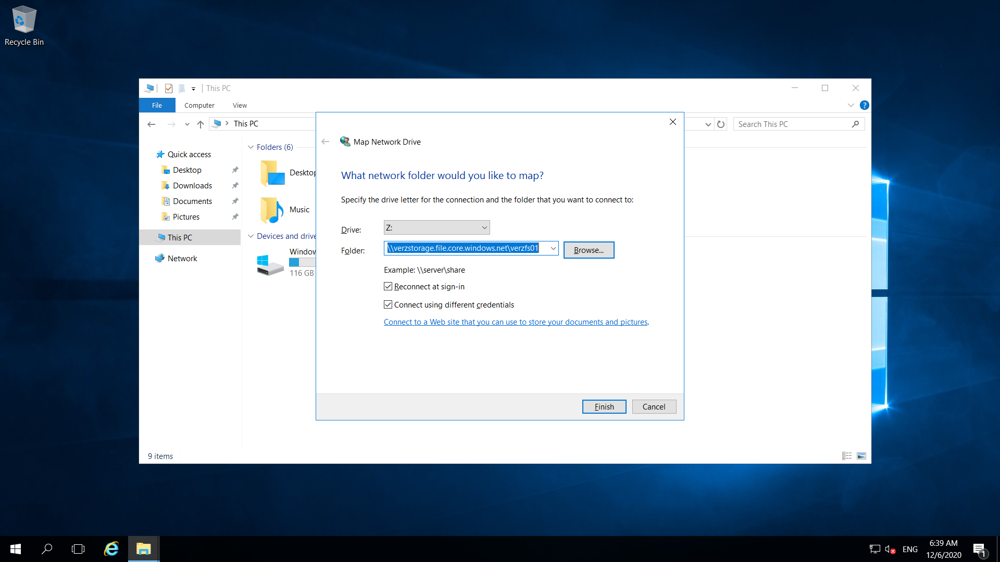 Recycle Bin
This PC
File
Computer
View
This PC
Search This PC
Quick access
Desktop
Downloads
Documents
Pictures
This PC
Network
Folders (6)
Desktop
Music
Devices and drive
Window
116 GB
Map Network Drive
What network folder would you like to map?
Specify the drive letter for the connection and the folder that you want to connect to:
Drive:
Z:
Folder:
\\verzstorage.file.core.windows.net\verzfs01
Browse...
Example: \\server\share
Reconnect at sign-in
Connect using different credentials
Connect to a Web site that you can use to store your documents and pictures.
Finish
Cancel
9 items
ENG
6:39 AM
12/6/2020
1